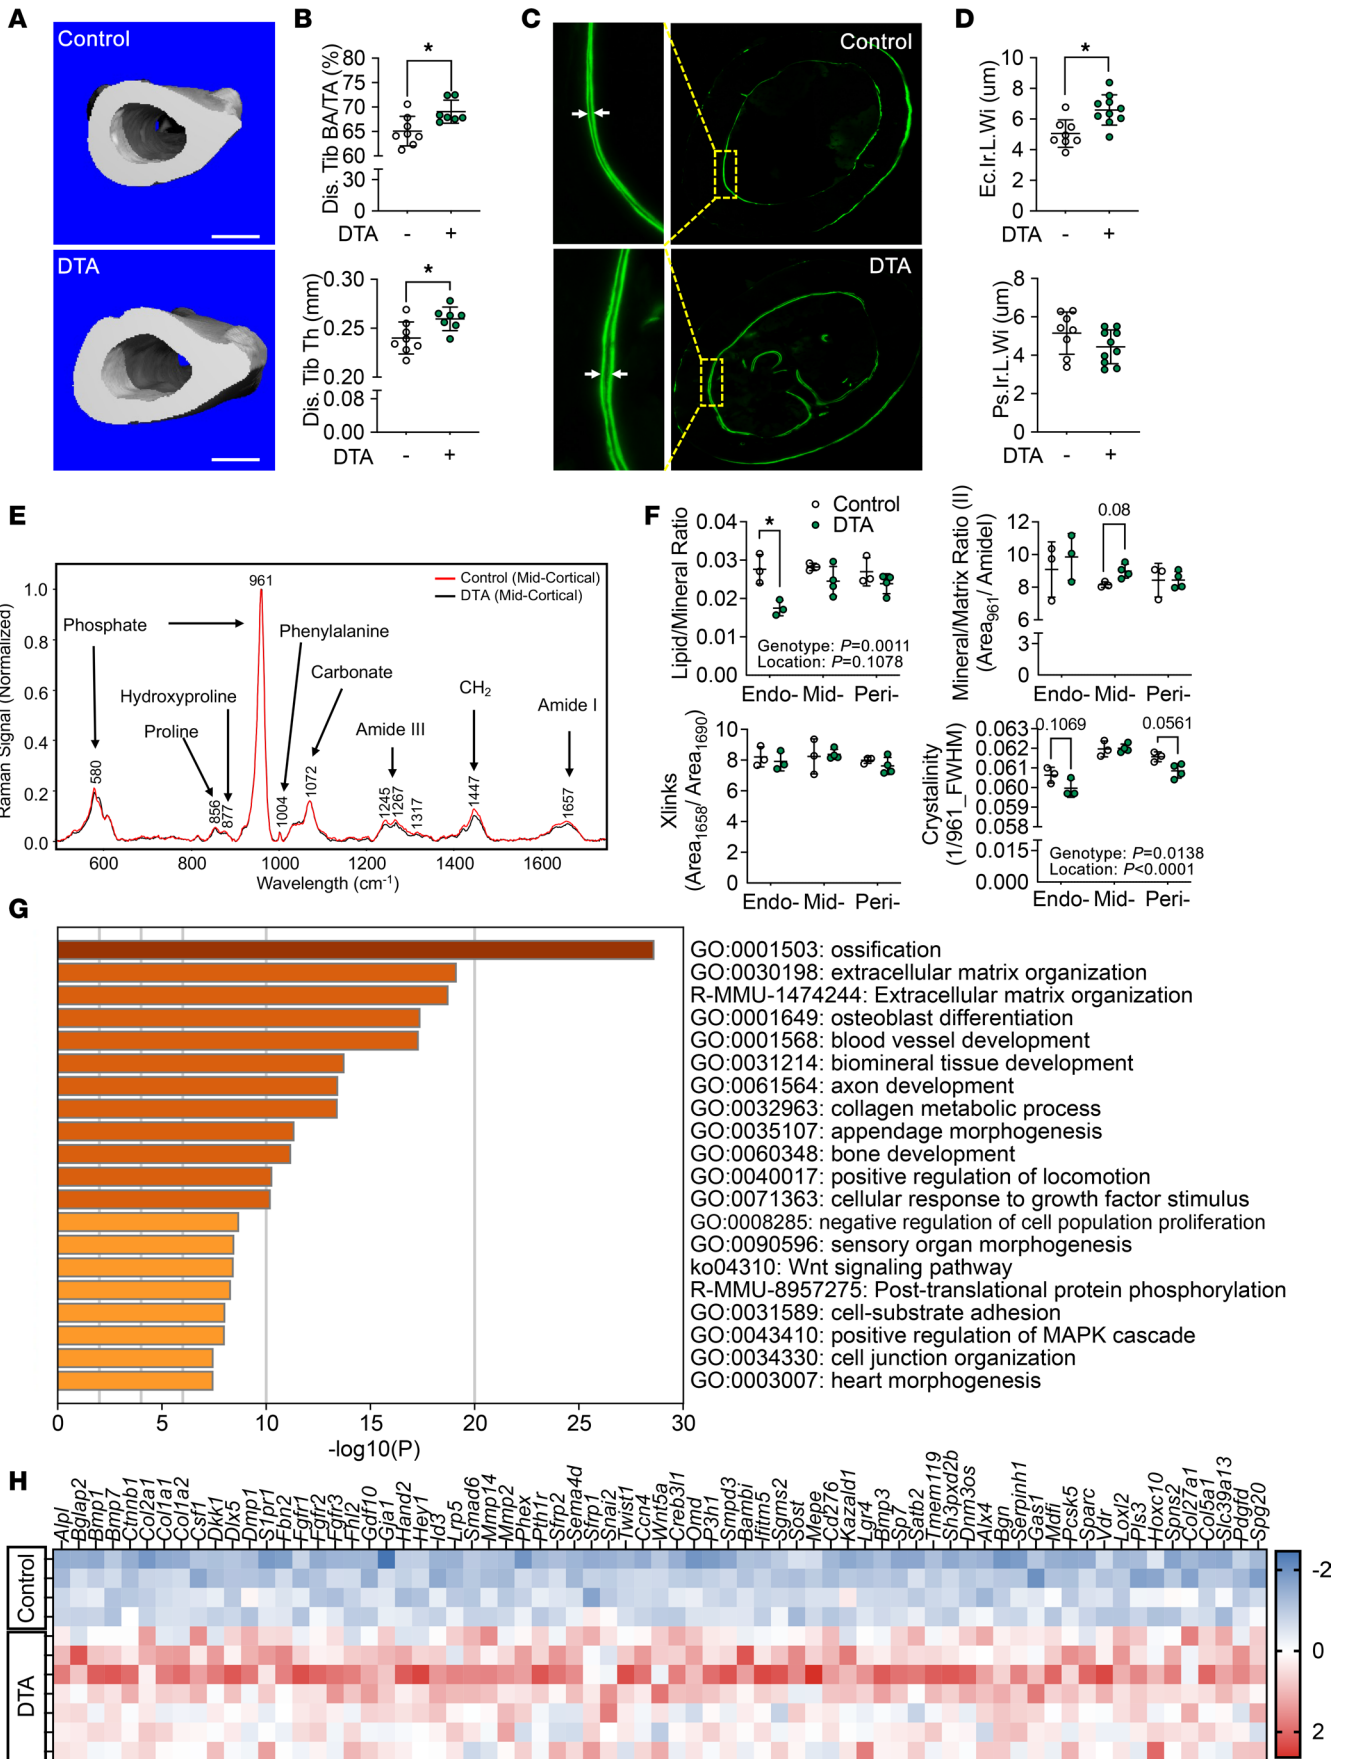 A
Control
DTA
B
Dis. Tib BA/TA (%)
80
75
70
65
60
30
0
*
DTA - +
Dis. Tib Th (mm)
0.30
0.25
0.20
0.08
0.00
*
DTA - +
C
Control
DTA
D
Ec.Ir.L.Wi (um)
10
8
6
4
2
0
*
DTA - +
Ps.Ir.L.Wi (um)
8
6
4
2
0
DTA - +
E
Raman Signal (Normalized)
1.0
0.8
0.6
0.4
0.2
0.0
961
Control (Mid-Cortical)
DTA (Mid-Cortical)
Phosphate
Phenylalanine
Carbonate
Hydroxyproline
Proline
CH2
Amide III
Amide I
580
856
877
1004
1072
1245
1267
1317
1447
1657
600 800 1000 1200 1400 1600
Wavelength (cm-1)
F
Control
DTA
Lipid/Mineral Ratio
0.04
0.03
0.02
0.01
0.00
*
Genotype: P=0.0011
Location: P=0.1078
Endo- Mid- Peri-
Mineral/Matrix Ratio (II)
(Area961/ AmideI)
12
10
8
6
3
0
0.08
Endo- Mid- Peri-
Xlinks
(Area1658/ Area1690)
10
8
6
4
2
0
Endo- Mid- Peri-
Crystalinity
(1/961_FWHM)
0.063
0.062
0.061
0.060
0.059
0.058
0.015
0.000
0.1069
0.0561
Genotype: P=0.0138
Location: P<0.0001
Endo- Mid- Peri-
G
GO:0001503: ossification
GO:0030198: extracellular matrix organization
R-MMU-1474244: Extracellular matrix organization
GO:0001649: osteoblast differentiation
GO:0001568: blood vessel development
GO:0031214: biomineral tissue development
GO:0061564: axon development
GO:0032963: collagen metabolic process
GO:0035107: appendage morphogenesis
GO:0060348: bone development
GO:0040017: positive regulation of locomotion
GO:0071363: cellular response to growth factor stimulus
GO:0008285: negative regulation of cell population proliferation
GO:0090596: sensory organ morphogenesis
ko04310: Wnt signaling pathway
R-MMU-8957275: Post-translational protein phosphorylation
GO:0031589: cell-substrate adhesion
GO:0043410: positive regulation of MAPK cascade
GO:0034330: cell junction organization
GO:0003007: heart morphogenesis
0 5 10 15 20 25 30
-log10(P)
H
Alpl
Bglap2
Bmp1
Bmp7
Ctnnb1
Col2a1
Col1a1
Col1a2
Csf1
Dkk1
Dlx5
Dmp1
S1pr1
Fbn2
Fgfr1
Fgfr2
Fgfr3
Fhl2
Gdf10
Gja1
Hand2
Hey1
Id3
Lrp5
Smad6
Mmp14
Mmp2
Phex
Pth1r
Sfrp2
Sema4d
Sfrp1
Snai2
Twist1
Ccn4
Wnt5a
Creb3l1
Omd
P3h1
Smpd3
Bambi
Ifitm5
Sgms2
Sost
Mepe
Cd276
Kazald1
Lgr4
Bmp3
Sp7
Satb2
Tmem119
Sh3pxd2b
Dnm3os
Alx4
Bgn
Serpinh1
Gas1
Mdfi
Pcsk5
Sparc
Vdr
Loxl2
Pls3
Hoxc10
Spns2
Col27a1
Col5a1
Slc39a13
Pdgfd
Spg20
Control
DTA
-2
0
2